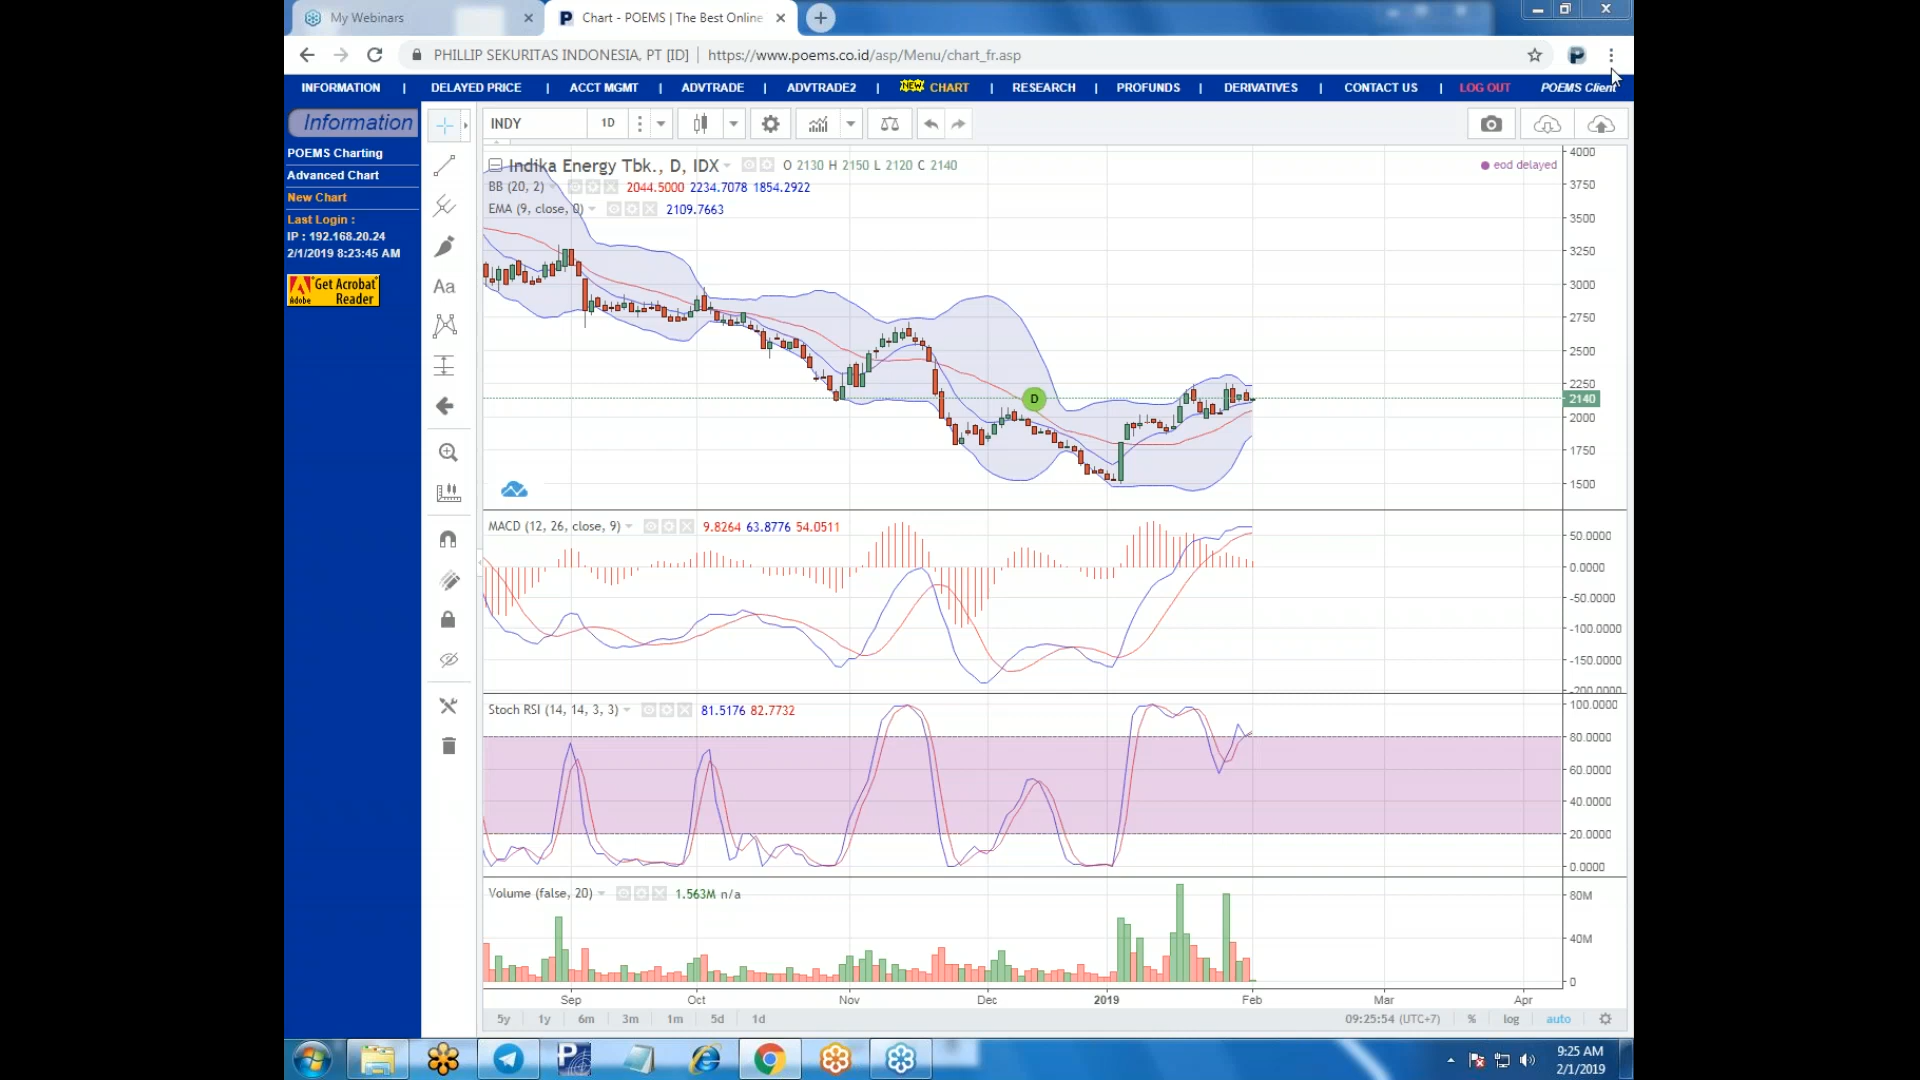 My Webinars
Chart - POEMS | The Best Online
PHILLIP SEKURITAS INDONESIA, PT [ID] | https://www.poems.co.id/asp/Menu/chart_fr.asp
INFORMATION | DELAYED PRICE | ACCT MGMT | ADVTRADE | ADVTRADE2 | NEW CHART | RESEARCH | PROFUNDS | DERIVATIVES | CONTACT US | LOG OUT POEMS Client
Information
POEMS Charting
Advanced Chart
New Chart
Last Login :
IP : 192.168.20.24
2/1/2019 8:23:45 AM
Get Acrobat
Adobe Reader
Aa
INDY 1D
Indika Energy Tbk., D, IDX O 2130 H 2150 L 2120 C 2140
eod delayed
BB (20, 2) 2044.5000 2234.7078 1854.2922
EMA (9, close, 0) 2109.7663
D
4000
3750
3500
3250
3000
2750
2500
2250
2140
2000
1750
1500
MACD (12, 26, close, 9) 9.8264 63.8776 54.0511
50.0000
0.0000
-50.0000
-100.0000
-150.0000
-200.0000
Stoch RSI (14, 14, 3, 3) 81.5176 82.7732
100.0000
80.0000
60.0000
40.0000
20.0000
0.0000
Volume (false, 20) 1.563M n/a
80M
40M
0
Sep Oct Nov Dec 2019 Feb Mar Apr
5y 1y 6m 3m 1m 5d 1d 09:25:54 (UTC+7) % log auto
9:25 AM
2/1/2019